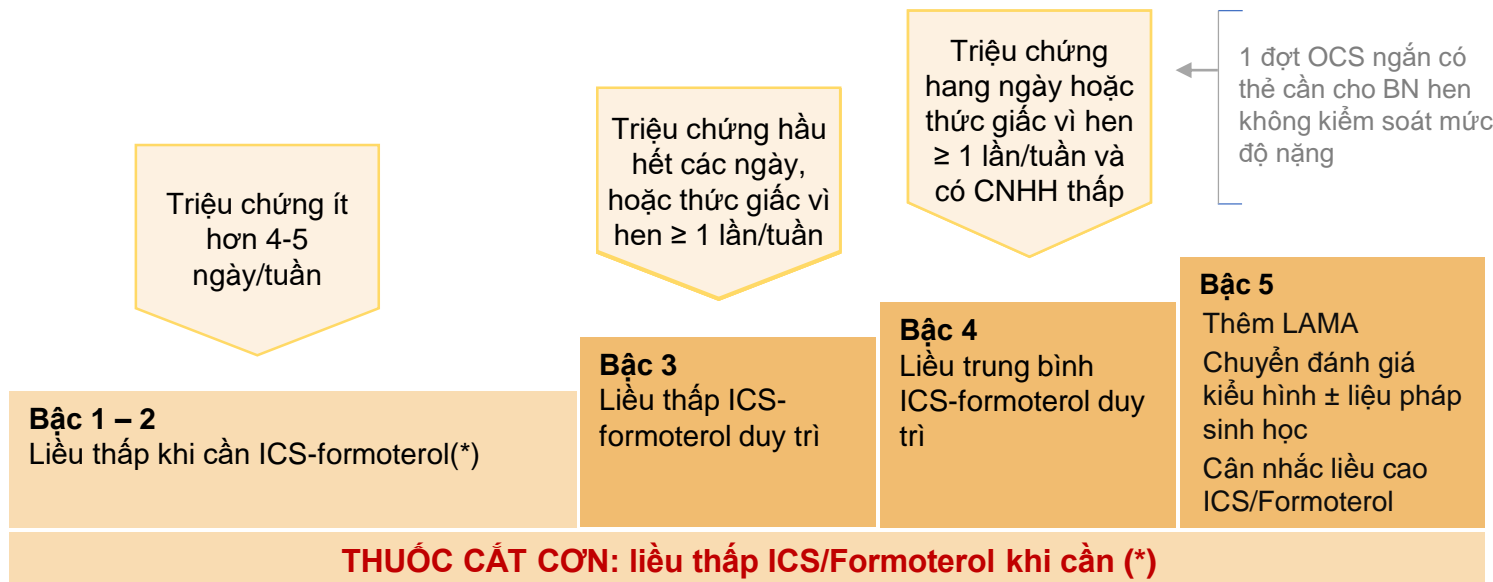 Triệu chứng ít
hơn 4-5
ngày/tuần
Triệu chứng hầu
hết các ngày,
hoặc thức giấc vì
hen ≥ 1 lần/tuần
Triệu chứng
hang ngày hoặc
thức giấc vì hen
≥ 1 lần/tuần và
có CNHH thấp
1 đợt OCS ngắn có
thẻ cần cho BN hen
không kiểm soát mức
độ nặng
Bậc 1 – 2
Liều thấp khi cần ICS-formoterol(*)
Bậc 3
Liều thấp ICS-
formoterol duy trì
Bậc 4
Liều trung bình
ICS-formoterol duy
trì
Bậc 5
Thêm LAMA
Chuyển đánh giá
kiểu hình ± liệu pháp
sinh học
Cân nhắc liều cao
ICS/Formoterol
THUỐC CẮT CƠN: liều thấp ICS/Formoterol khi cần (*)